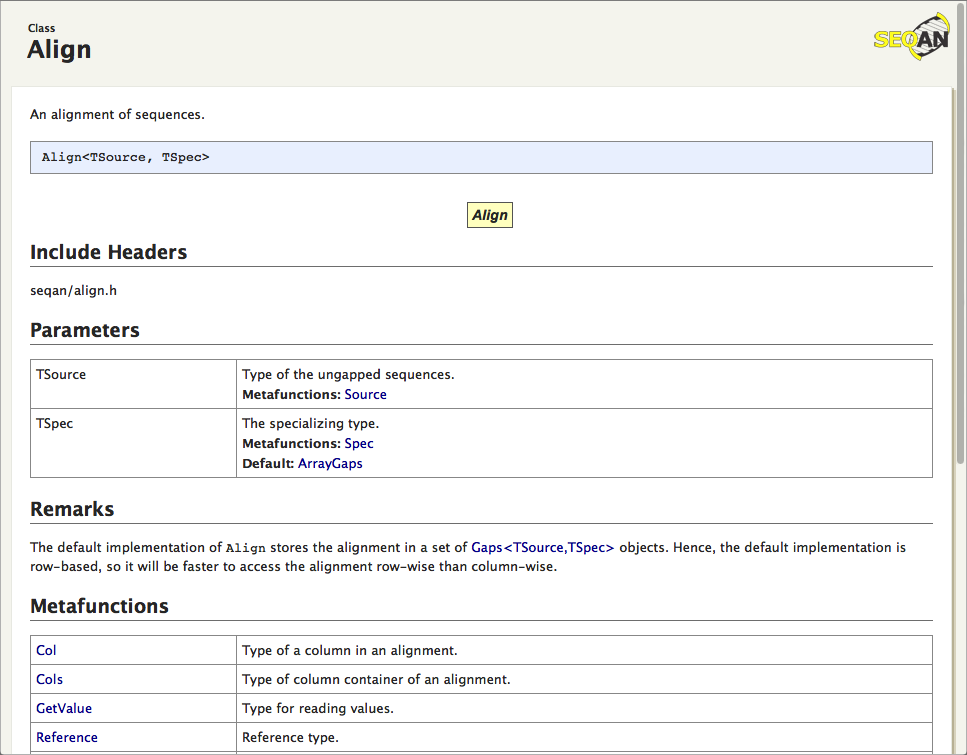 Class
Align
SEQAN
An alignment of sequences.
Align<TSource, TSpec>
Align
Include Headers
seqan/align.h
Parameters
TSource
Type of the ungapped sequences.
Metafunctions: Source
TSpec
The specializing type.
Metafunctions: Spec
Default: ArrayGaps
Remarks
The default implementation of Align stores the alignment in a set of Gaps<TSource,TSpec> objects. Hence, the default implementation is
row-based, so it will be faster to access the alignment row-wise than column-wise.
Metafunctions
Col
Type of a column in an alignment.
Cols
Type of column container of an alignment.
GetValue
Type for reading values.
Reference
Reference type.